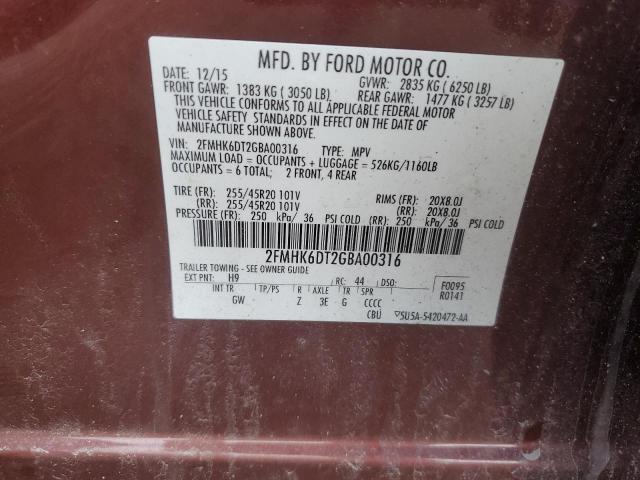 MFD. BY FORD MOTOR CO.
DATE: 12/15 GVWR: 2835 KG ( 6250 LB)
FRONT GAWR: 1383 KG ( 3050 LB) REAR GAWR: 1477 KG ( 3257 LB)
THIS VEHICLE CONFORMS TO ALL APPLICABLE FEDERAL MOTOR
VEHICLE SAFETY STANDARDS IN EFFECT ON THE DATE OF
MANUFACTURE SHOWN ABOVE.
VIN: 2FMHK6DT2GBA00316 TYPE: MPV
MAXIMUM LOAD = OCCUPANTS + LUGGAGE = 526KG/1160LB
OCCUPANTS = 6 TOTAL; 2 FRONT, 4 REAR
TIRE (FR): 255/45R20 101V RIMS (FR): 20X8.0J
(RR): 255/45R20 101V (RR): 20X8.0J
PRESSURE (FR): 250 kPa/ 36 PSI COLD (RR): 250 kPa/ 36 PSI COLD
2FMHK6DT2GBA00316
TRAILER TOWING - SEE OWNER GUIDE
EXT PNT: H9 RC: 44 DSO: F0095
INT TR TP/PS R AXLE TR SPR R0141
GW Z 3E G CCCC
CBU ▽5U5A-5420472-AA